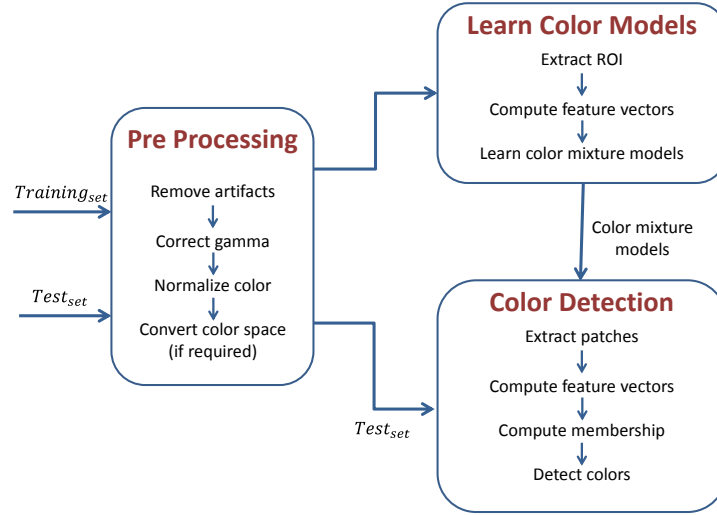 Learn Color Models
Extract ROI
Compute feature vectors
Learn color mixture models
Pre Processing
Training_set
Remove artifacts
Correct gamma
Test_set
Normalize color
Convert color space
(if required)
Color mixture
models
Color Detection
Extract patches
Compute feature vectors
Test_set
Compute membership
Detect colors